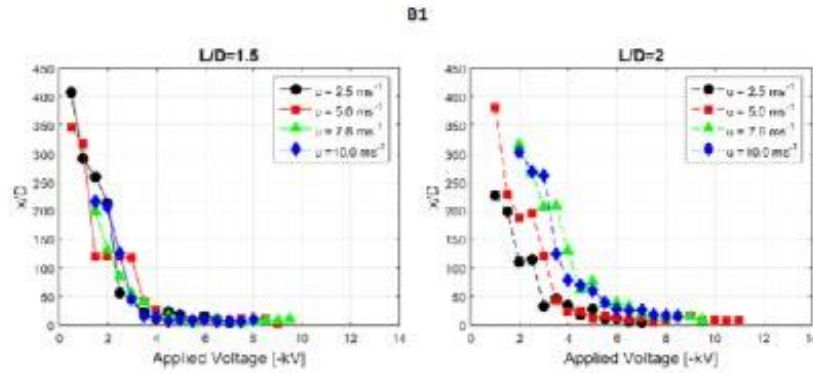 B1
L/D=1.5
450
400
350
300
250
200
150
100
50
0
x/D
u = 2.5 ms⁻¹
u = 5.0 ms⁻¹
u = 7.8 ms⁻¹
u = 10.0 ms⁻¹
0 2 4 6 8 10 12 14
Applied Voltage [-kV]
L/D=2
450
400
350
300
250
200
150
100
50
0
x/D
u = 2.5 ms⁻¹
u = 5.0 ms⁻¹
u = 7.8 ms⁻¹
u = 10.0 ms⁻¹
0 2 4 6 8 10 12 14
Applied Voltage [-kV]